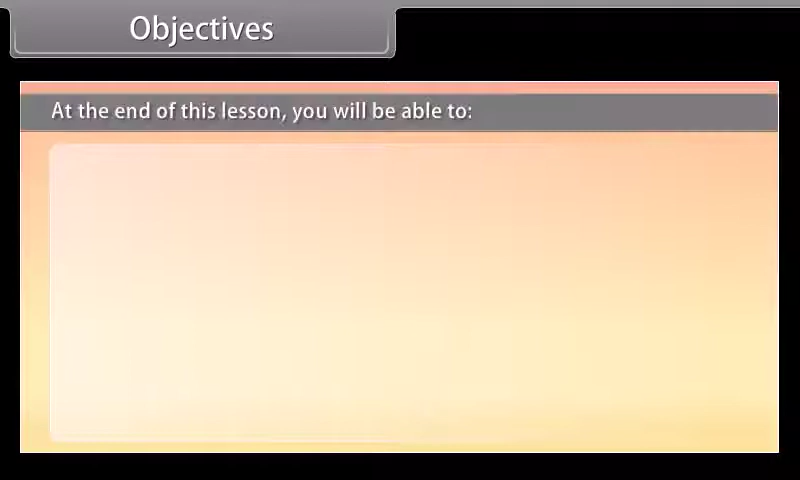 Objectives
At the end of this lesson, you will be able to: